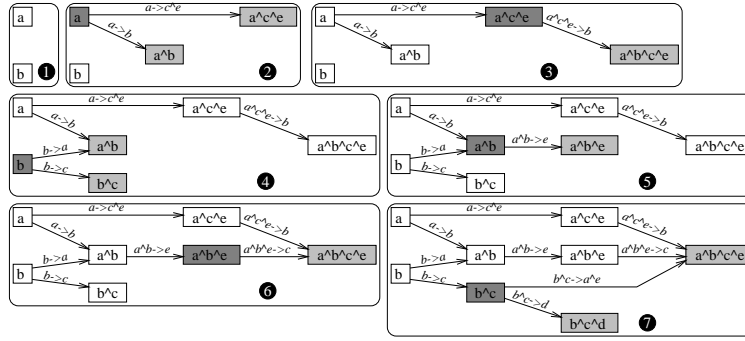 a
b
1
a->c^e
a
a^c^e
a->b
a^b
b
2
a->c^e
a
a^c^e
a->b
a^c^e->b
a^b
a^b^c^e
b
3
a->c^e
a
a^c^e
a->b
a^c^e->b
b->a
a^b
a^b^c^e
b
b->c
b^c
4
a->c^e
a
a^c^e
a->b
a^c^e->b
b->a
a^b
a^b->e
a^b^e
a^b^c^e
b
b->c
b^c
5
a->c^e
a
a^c^e
a->b
a^c^e->b
b->a
a^b
a^b->e
a^b^e
a^b^e->c
a^b^c^e
b
b->c
b^c
6
a->c^e
a
a^c^e
a->b
a^c^e->b
b->a
a^b
a^b->e
a^b^e
a^b^e->c
a^b^c^e
b
b->c
b^c->a^e
b^c
b^c->d
b^c^d
7